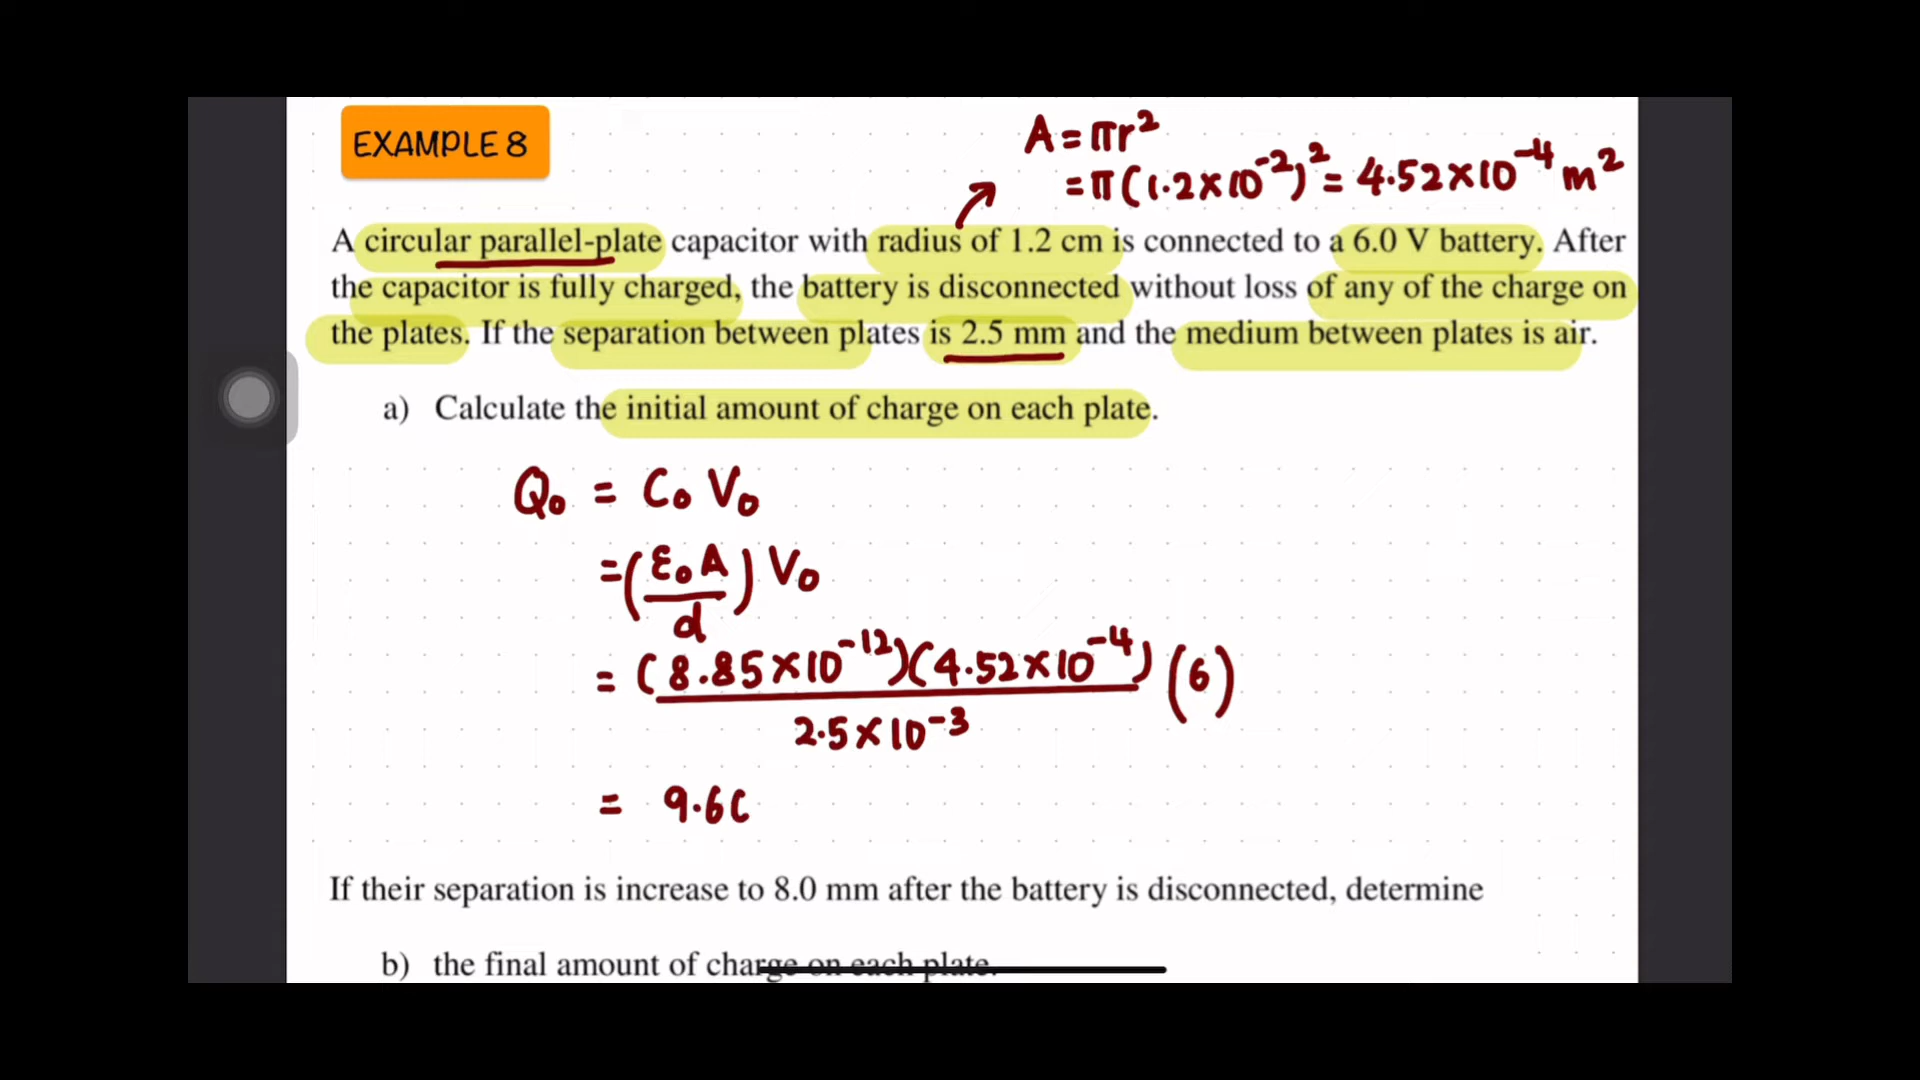 EXAMPLE 8
A = πr²
= π(1.2×10⁻²)² = 4.52×10⁻⁴ m²
A circular parallel-plate capacitor with radius of 1.2 cm is connected to a 6.0 V battery. After
the capacitor is fully charged, the battery is disconnected without loss of any of the charge on
the plates. If the separation between plates is 2.5 mm and the medium between plates is air.
a) Calculate the initial amount of charge on each plate.
Q₀ = C₀ V₀
= (ε₀A/d) V₀
= (8.85×10⁻¹²)(4.52×10⁻⁴)/2.5×10⁻³ (6)
= 9.6C
If their separation is increase to 8.0 mm after the battery is disconnected, determine
b) the final amount of charge on each plate.